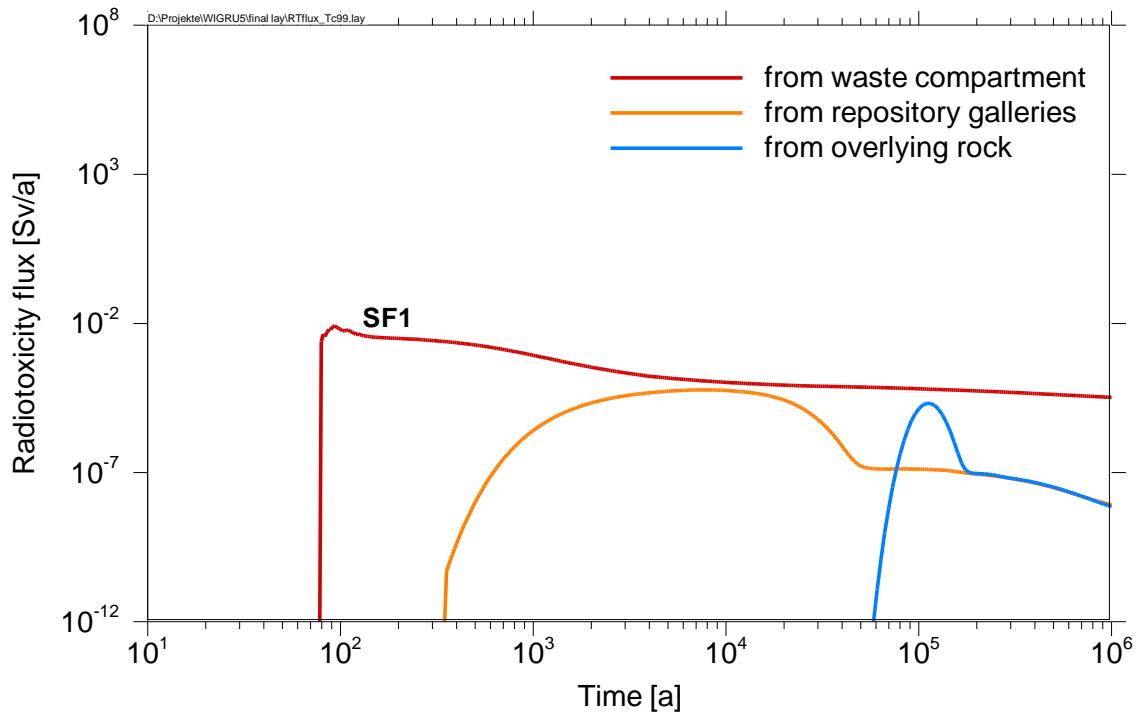 D:\Projekte\WIGRU5\final lay\RTflux_Tc99.lay
10^8
from waste compartment
from repository galleries
from overlying rock
10^3
Radiotoxicity flux [Sv/a]
10^-2
SF1
10^-7
10^-12
10^1 10^2 10^3 10^4 10^5 10^6
Time [a]